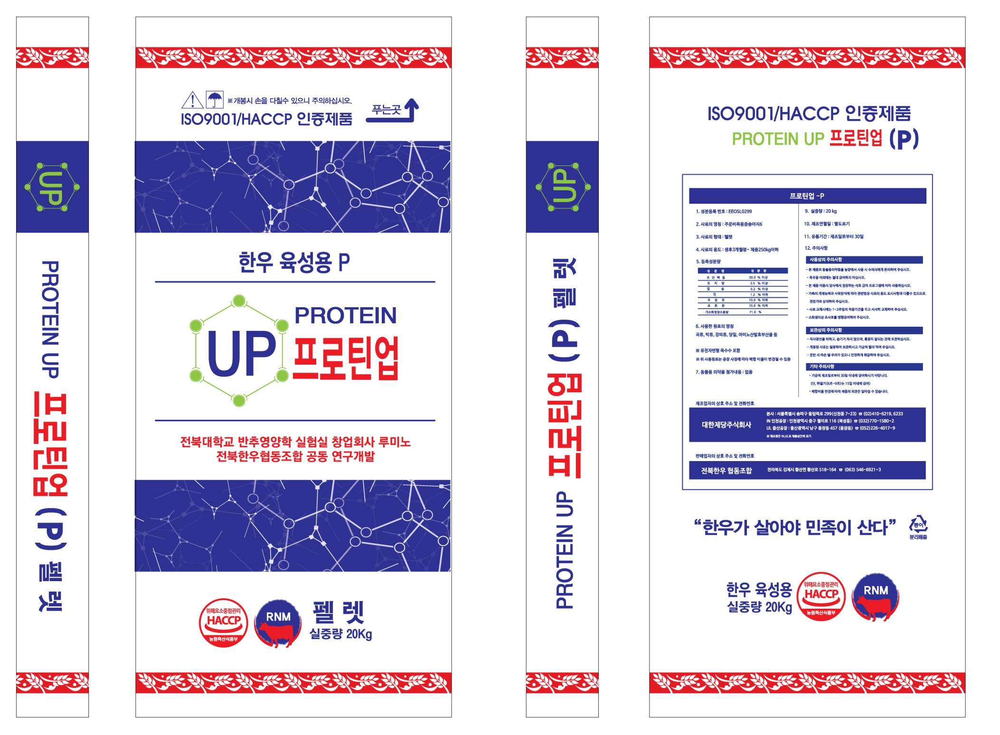 UP
PROTEIN UP 프로틴업 (P) 펠 렛
※개봉시 손을 다칠수 있으니 주의하십시오.
ISO9001/HACCP 인증제품
푸는곳
한우 육성용 P
UP
PROTEIN
프로틴업
전북대학교 반추영양학 실험실 창업회사 루미노
전북한우협동조합 공동 연구개발
위해요소중점관리
HACCP
농림축산식품부
RNM
펠 렛
실중량 20Kg
UP
PROTEIN UP 프로틴업 (P) 펠 렛
ISO9001/HACCP 인증제품
PROTEIN UP 프로틴업 (P)
프로틴업 -P
1. 성분등록 번호 : EEOSL0299
2. 사료의 명칭 : 주문비육용중송아지6
3. 사료의 형태 : 펠렛
4. 사료의 용도 : 생후3개월령~ 체중250kg이하
5. 등록성분량
성 분 명 성 분 량
조 단 백 질 30.0 % 이상
조 지 방 2.5 % 이상
칼 슘 0.2 % 이상
인 1.2 % 이하
조 섬 유 10.0 % 이하
조 회 분 10.0 % 이하
가소화영양소총량 71.0 %
6. 사용한 원료의 명칭
곡류, 박류, 강피류, 당밀, 아미노산발효부산물 등
※ 유전자변형 옥수수 포함
※ 위 사용원료는 공장 사정에 따라 배합 비율이 변경될 수 있음
7. 동물용 의약품 첨가내용 : 없음
9. 실중량 : 20 kg
10. 제조연월일 : 별도표기
11. 유통기간 : 제조일로부터 30일
12. 주의사항
사용상의 주의사항
- 본 제품의 동물용의약품을 농장에서 사용 시 수의사에게 문의하여 주십시오.
- 축우용 이외에는 절대 급여하지 마십시오.
- 본 제품 이용시 당사에서 권장하는 사료 급여 프로그램에 따라 사용하십시오.
- 가축의 개체능력과 사육방식에 따라 관련법상 사료의 용도 표시사항과 다를수 있으므로
전문가와 상의하여 주십시오.
- 사료 교체시에는 1~2주일의 적응기간을 두고 서서히 교체하여 주십시오.
- 소화생리상 조사료를 병행급여하여 주십시오.
보관상의 주의사항
- 직사광선을 피하고, 습기가 차지 않으며, 통풍이 잘되는 곳에 보관하십시오.
- 개봉된 사료는 밀봉하여 보관하시고 가급적 빨리 먹여 주십시오.
- 운반 시 파손 될 우려가 있으니 안전하게 취급하여 주십시오.
기타 주의사항
- 가급적 제조일로부터 30일 이내에 급여하시기 바랍니다.
(단, 하절기(6月~9月)는 15일 이내에 급여)
- 배합비율 변경에 따라 제품의 외관은 달라질 수 있습니다.
제조업자의 상호 주소 및 전화번호
대한제당주식회사
본사 : 서울특별시 송파구 올림픽로 299(신천동 7-23) ☎ (02)410-6219, 6233
IN 인천공장 : 인천광역시 중구 월미로 116 (북성동) ☎ (032)770-1580~2
UL 울산공장 : 울산광역시 남구 용잠동 457 (용잠동) ☎ (052)226-4017~9
※ 제조원은 IN,UL로 제품상단에 표기
판매업자의 상호 주소 및 전화번호
전북한우 협동조합 전라북도 김제시 황산면 황산로 518-164 ☎ (063) 546-6921~3
“한우가 살아야 민족이 산다”
종이
분리배출
한우 육성용
실중량 20Kg
위해요소중점관리
HACCP
농림축산식품부
RNM